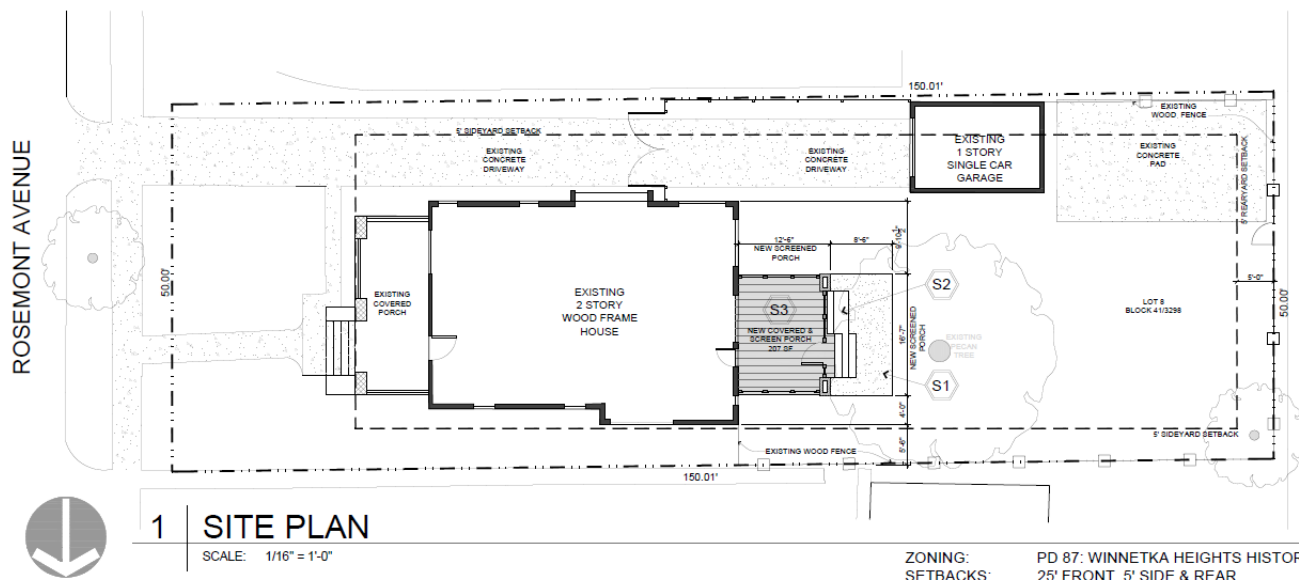 ROSEMONT AVENUE
150.01'
50.00'
5' SIDEYARD SETBACK
EXISTING
CONCRETE
DRIVEWAY
EXISTING
CONCRETE
DRIVEWAY
EXISTING
1 STORY
SINGLE CAR
GARAGE
EXISTING
WOOD FENCE
EXISTING
CONCRETE
PAD
5' REARYARD SETBACK
EXISTING
COVERED
PORCH
EXISTING
2 STORY
WOOD FRAME
HOUSE
12'-6"
NEW SCREENED
PORCH
8'-6"
S3
NEW COVERED &
SCREEN PORCH
207 SF
16'-7"
NEW SCREENED
PORCH
S2
EXISTING
PECAN
TREE
S1
4'-0"
5'-6"
LOT 8
BLOCK 41/3298
5'-0"
50.00'
5' SIDEYARD SETBACK
EXISTING WOOD FENCE
150.01'
1
SITE PLAN
SCALE: 1/16" = 1'-0"
ZONING: PD 87: WINNETKA HEIGHTS HISTOR
SETBACKS: 25' FRONT, 5' SIDE & REAR